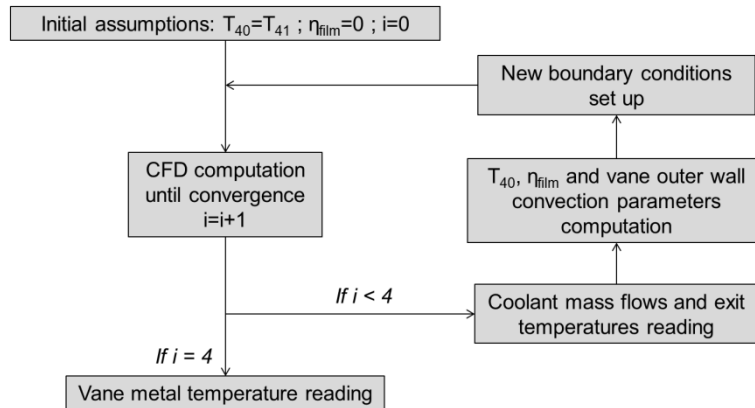 Initial assumptions: T₄₀=T₄₁ ; η_film=0 ; i=0
New boundary conditions
set up
CFD computation
until convergence
i=i+1
T₄₀, η_film and vane outer wall
convection parameters
computation
If i < 4
Coolant mass flows and exit
temperatures reading
If i = 4
Vane metal temperature reading